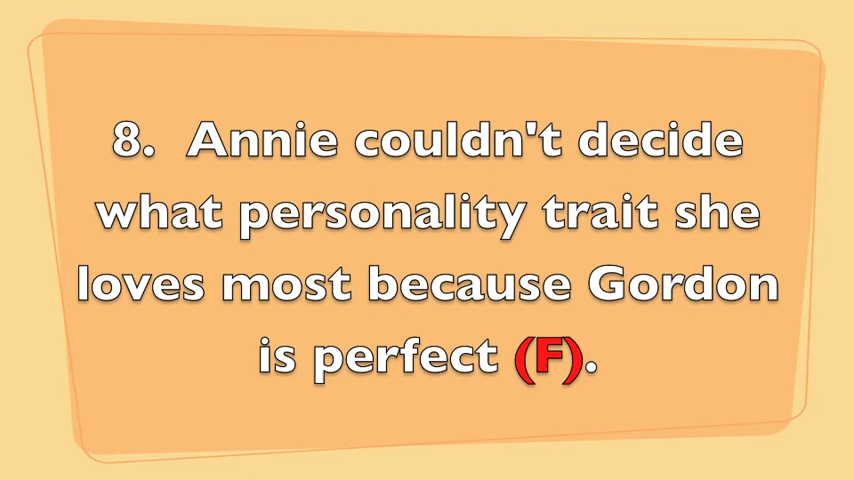 8.  Annie couldn't decide
what personality trait she
loves most because Gordon
is perfect (F).